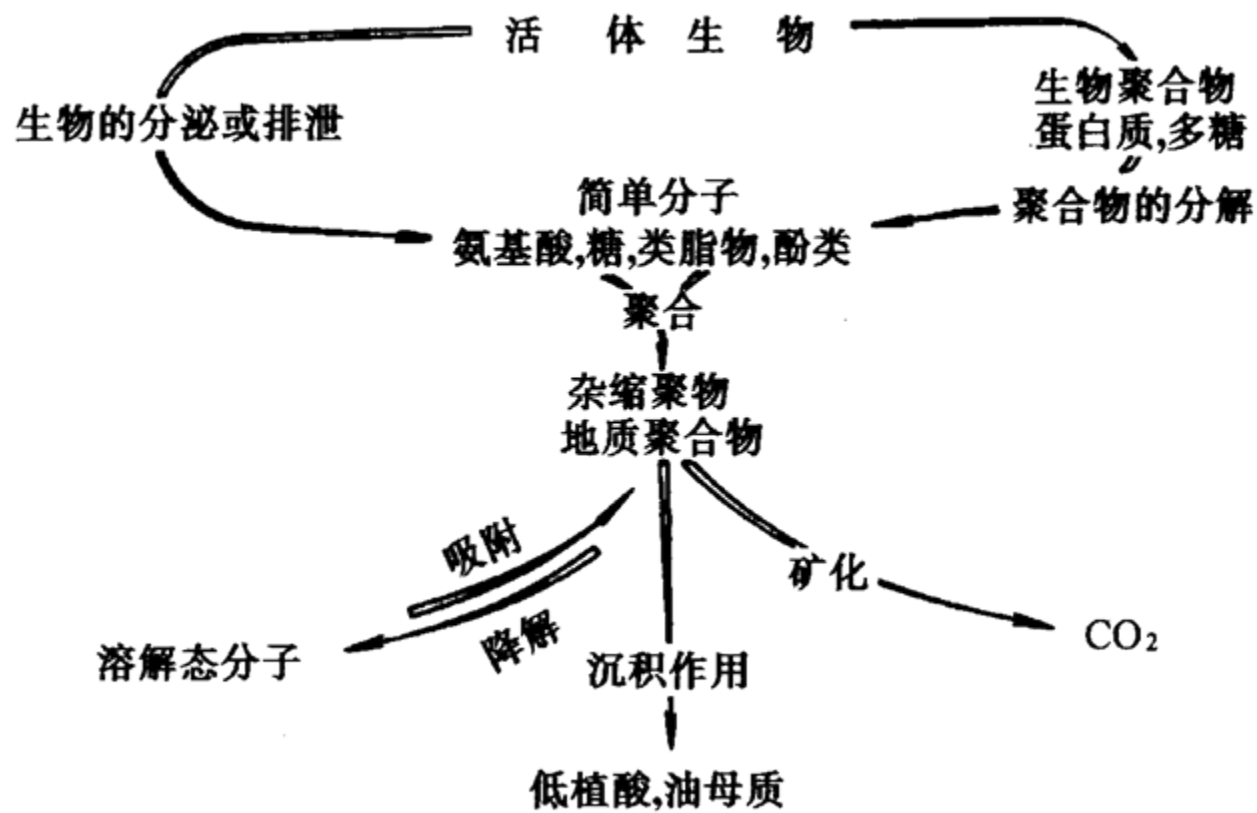 活体生物
生物聚合物
蛋白质,多糖
生物的分泌或排泄
聚合物的分解
简单分子
氨基酸,糖,类脂物,酚类
聚合
杂缩聚物
地质聚合物
吸附
降解
矿化
CO₂
溶解态分子
沉积作用
低植酸,油母质